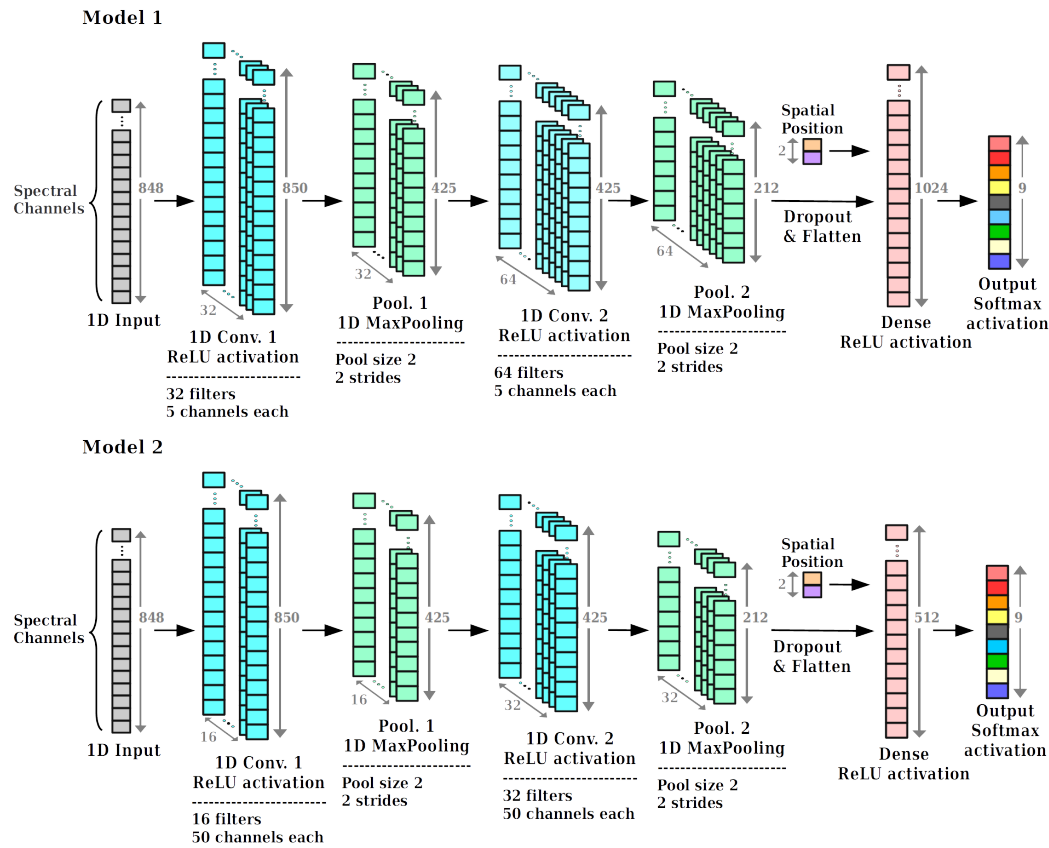 Model 1
Spectral
Channels
848
1D Input
850
32
1D Conv. 1
ReLU activation
--------------------
32 filters
5 channels each
425
32
Pool. 1
1D MaxPooling
--------------------
Pool size 2
2 strides
425
64
1D Conv. 2
ReLU activation
--------------------
64 filters
5 channels each
212
64
Pool. 2
1D MaxPooling
--------------------
Pool size 2
2 strides
Spatial
Position
2
Dropout
& Flatten
1024
Dense
ReLU activation
9
Output
Softmax
activation
Model 2
Spectral
Channels
848
1D Input
850
16
1D Conv. 1
ReLU activation
--------------------
16 filters
50 channels each
425
16
Pool. 1
1D MaxPooling
--------------------
Pool size 2
2 strides
425
32
1D Conv. 2
ReLU activation
--------------------
32 filters
50 channels each
212
32
Pool. 2
1D MaxPooling
--------------------
Pool size 2
2 strides
Spatial
Position
2
Dropout
& Flatten
512
Dense
ReLU activation
9
Output
Softmax
activation